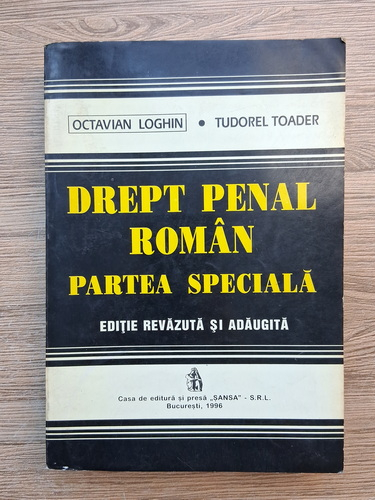 OCTAVIAN LOGHIN • TUDOREL TOADER
DREPT PENAL
ROMÂN
PARTEA SPECIALĂ
EDIȚIE REVĂZUTĂ ȘI ADĂUGITĂ
Casa de editură și presă „ȘANSA" - S.R.L.
București, 1996